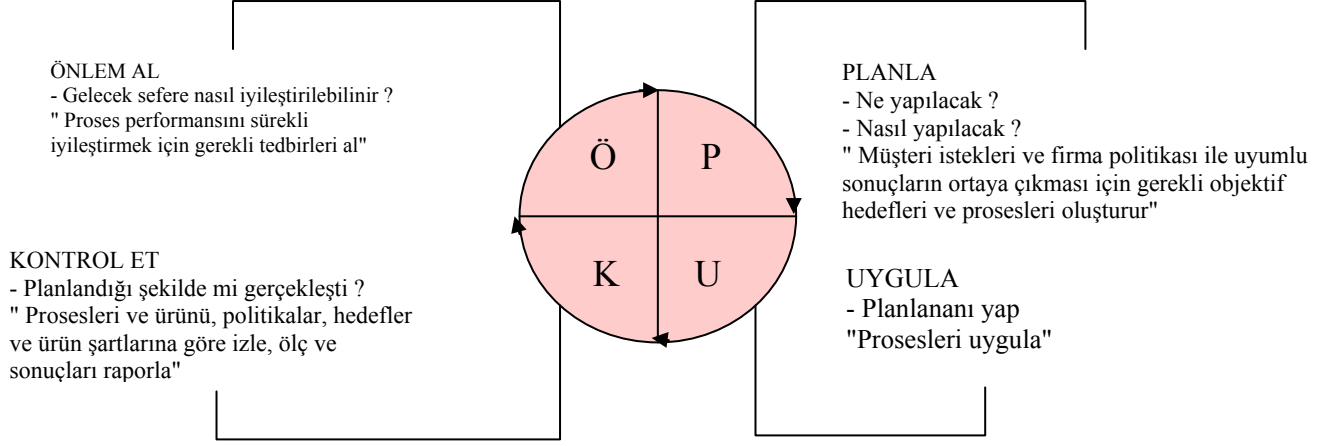 ÖNLEM AL
- Gelecek sefere nasıl iyileştirilebilinir ?
" Proses performansını sürekli
iyileştirmek için gerekli tedbirleri al"
PLANLA
- Ne yapılacak ?
- Nasıl yapılacak ?
" Müşteri istekleri ve firma politikası ile uyumlu
sonuçların ortaya çıkması için gerekli objektif
hedefleri ve prosesleri oluşturur"
Ö
P
K
U
KONTROL ET
- Planlandığı şekilde mi gerçekleşti ?
" Prosesleri ve ürünü, politikalar, hedefler
ve ürün şartlarına göre izle, ölç ve
sonuçları raporla"
UYGULA
- Planlananı yap
"Prosesleri uygula"